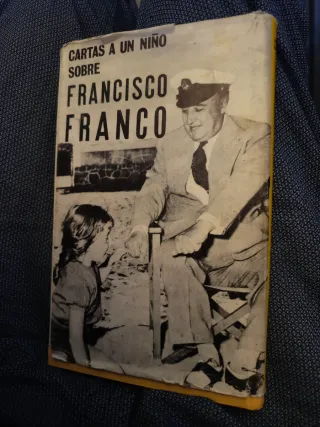 CARTAS A UN NIÑO
SOBRE
FRANCISCO
FRANCO